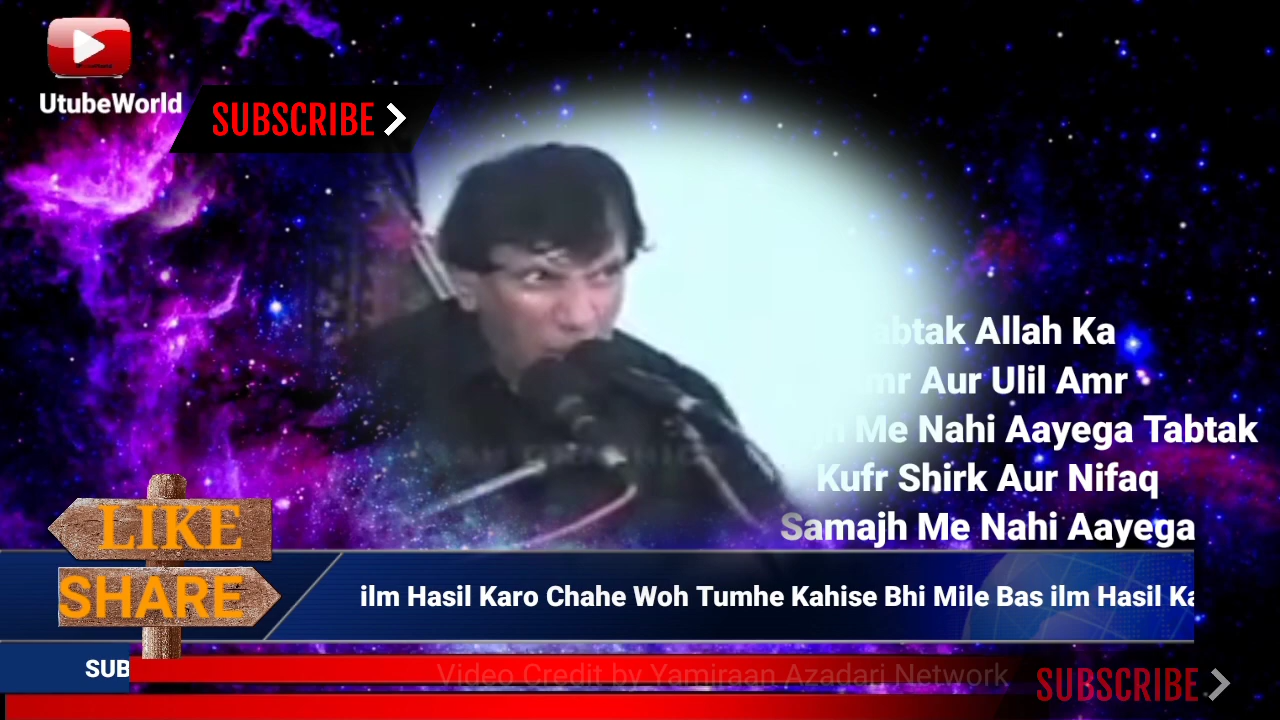 UtubeWorld
SUBSCRIBE
Tabtak Allah Ka
Amr Aur Ulil Amr
Me Nahi Aayega Tabtak
Kufr Shirk Aur Nifaq
Samajh Me Nahi Aayega
LIKE
SHARE
ilm Hasil Karo Chahe Woh Tumhe Kahise Bhi Mile Bas ilm Hasil Ka
SUB
Video Credit by Yamiraan Azadari Network
SUBSCRIBE